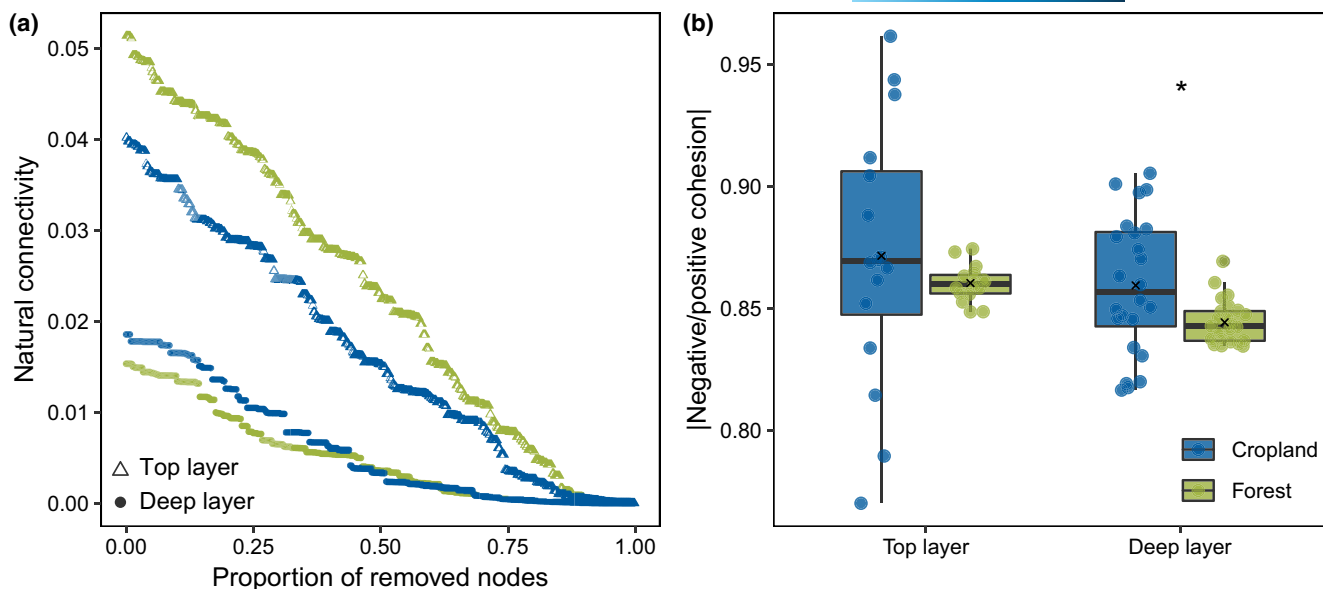 (a)
Natural connectivity
0.05
0.04
0.03
0.02
0.01
0.00
△ Top layer
● Deep layer
0.00 0.25 0.50 0.75 1.00
Proportion of removed nodes
(b)
|Negative/positive cohesion|
0.95
0.90
0.85
0.80
*
Cropland
Forest
Top layer Deep layer